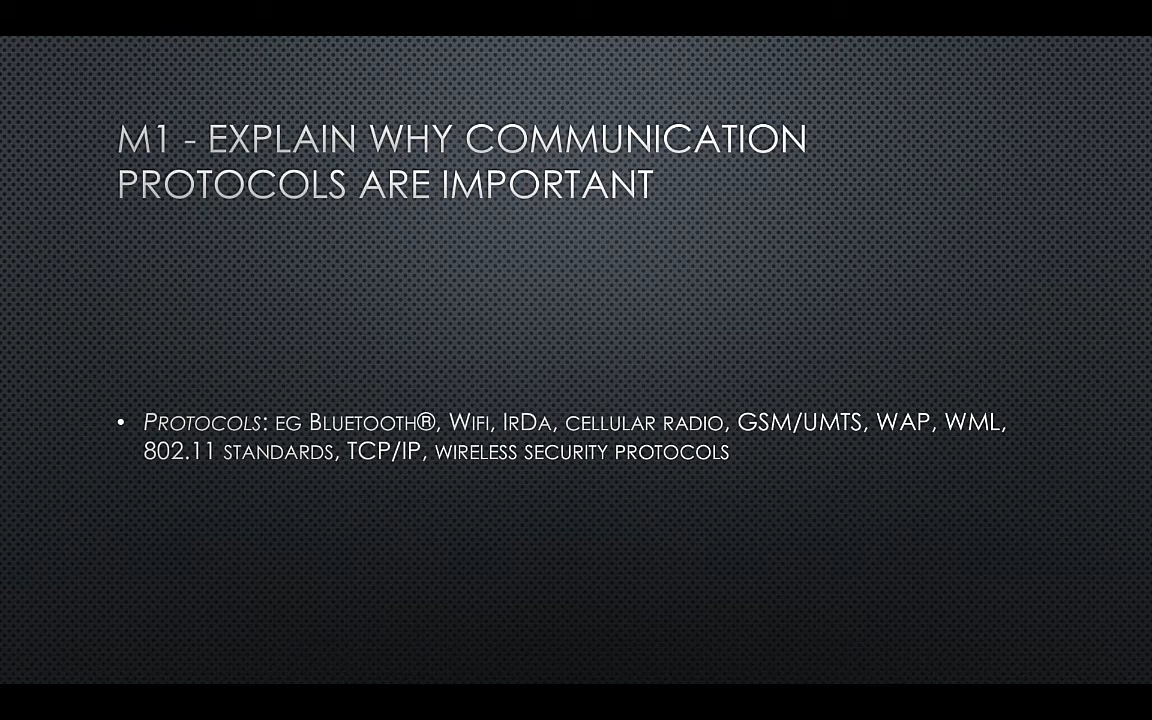 M1 - EXPLAIN WHY COMMUNICATION
PROTOCOLS ARE IMPORTANT
• PROTOCOLS: EG BLUETOOTH®, WIFI, IRDA, CELLULAR RADIO, GSM/UMTS, WAP, WML,
802.11 STANDARDS, TCP/IP, WIRELESS SECURITY PROTOCOLS